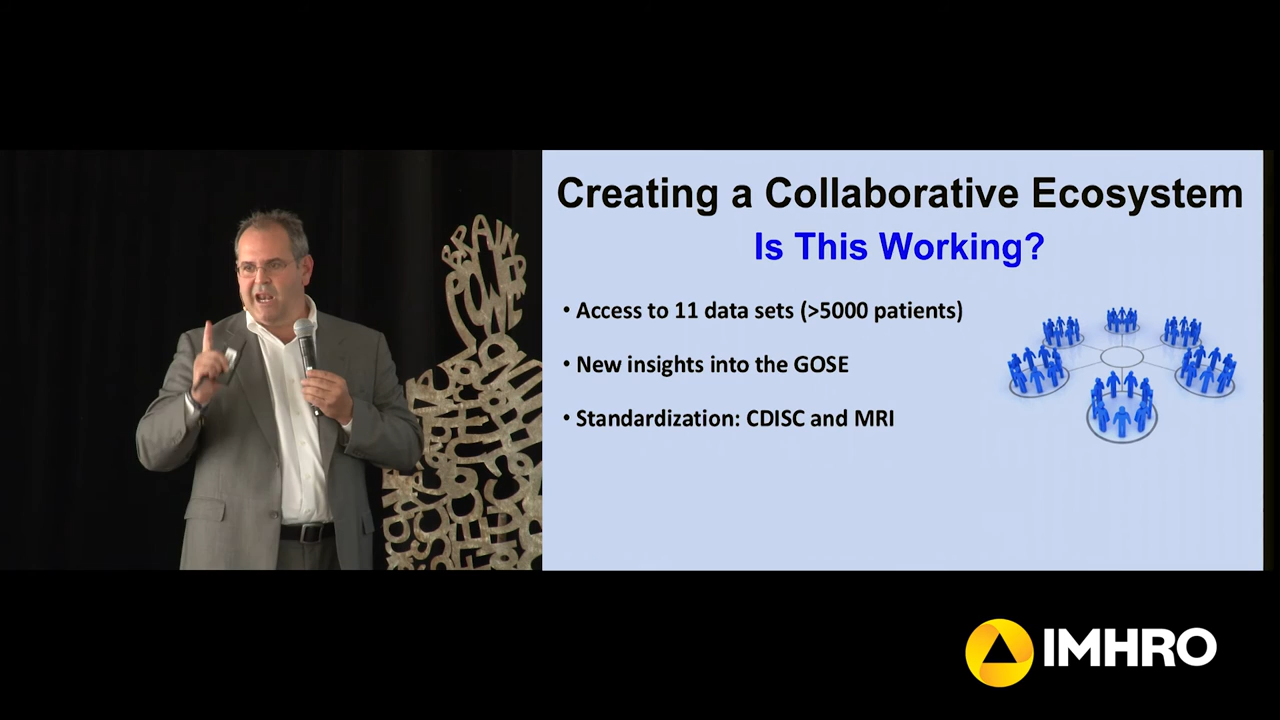 Creating a Collaborative Ecosystem
Is This Working?
• Access to 11 data sets (>5000 patients)
• New insights into the GOSE
• Standardization: CDISC and MRI
BRAIN
POWER
IMHRO